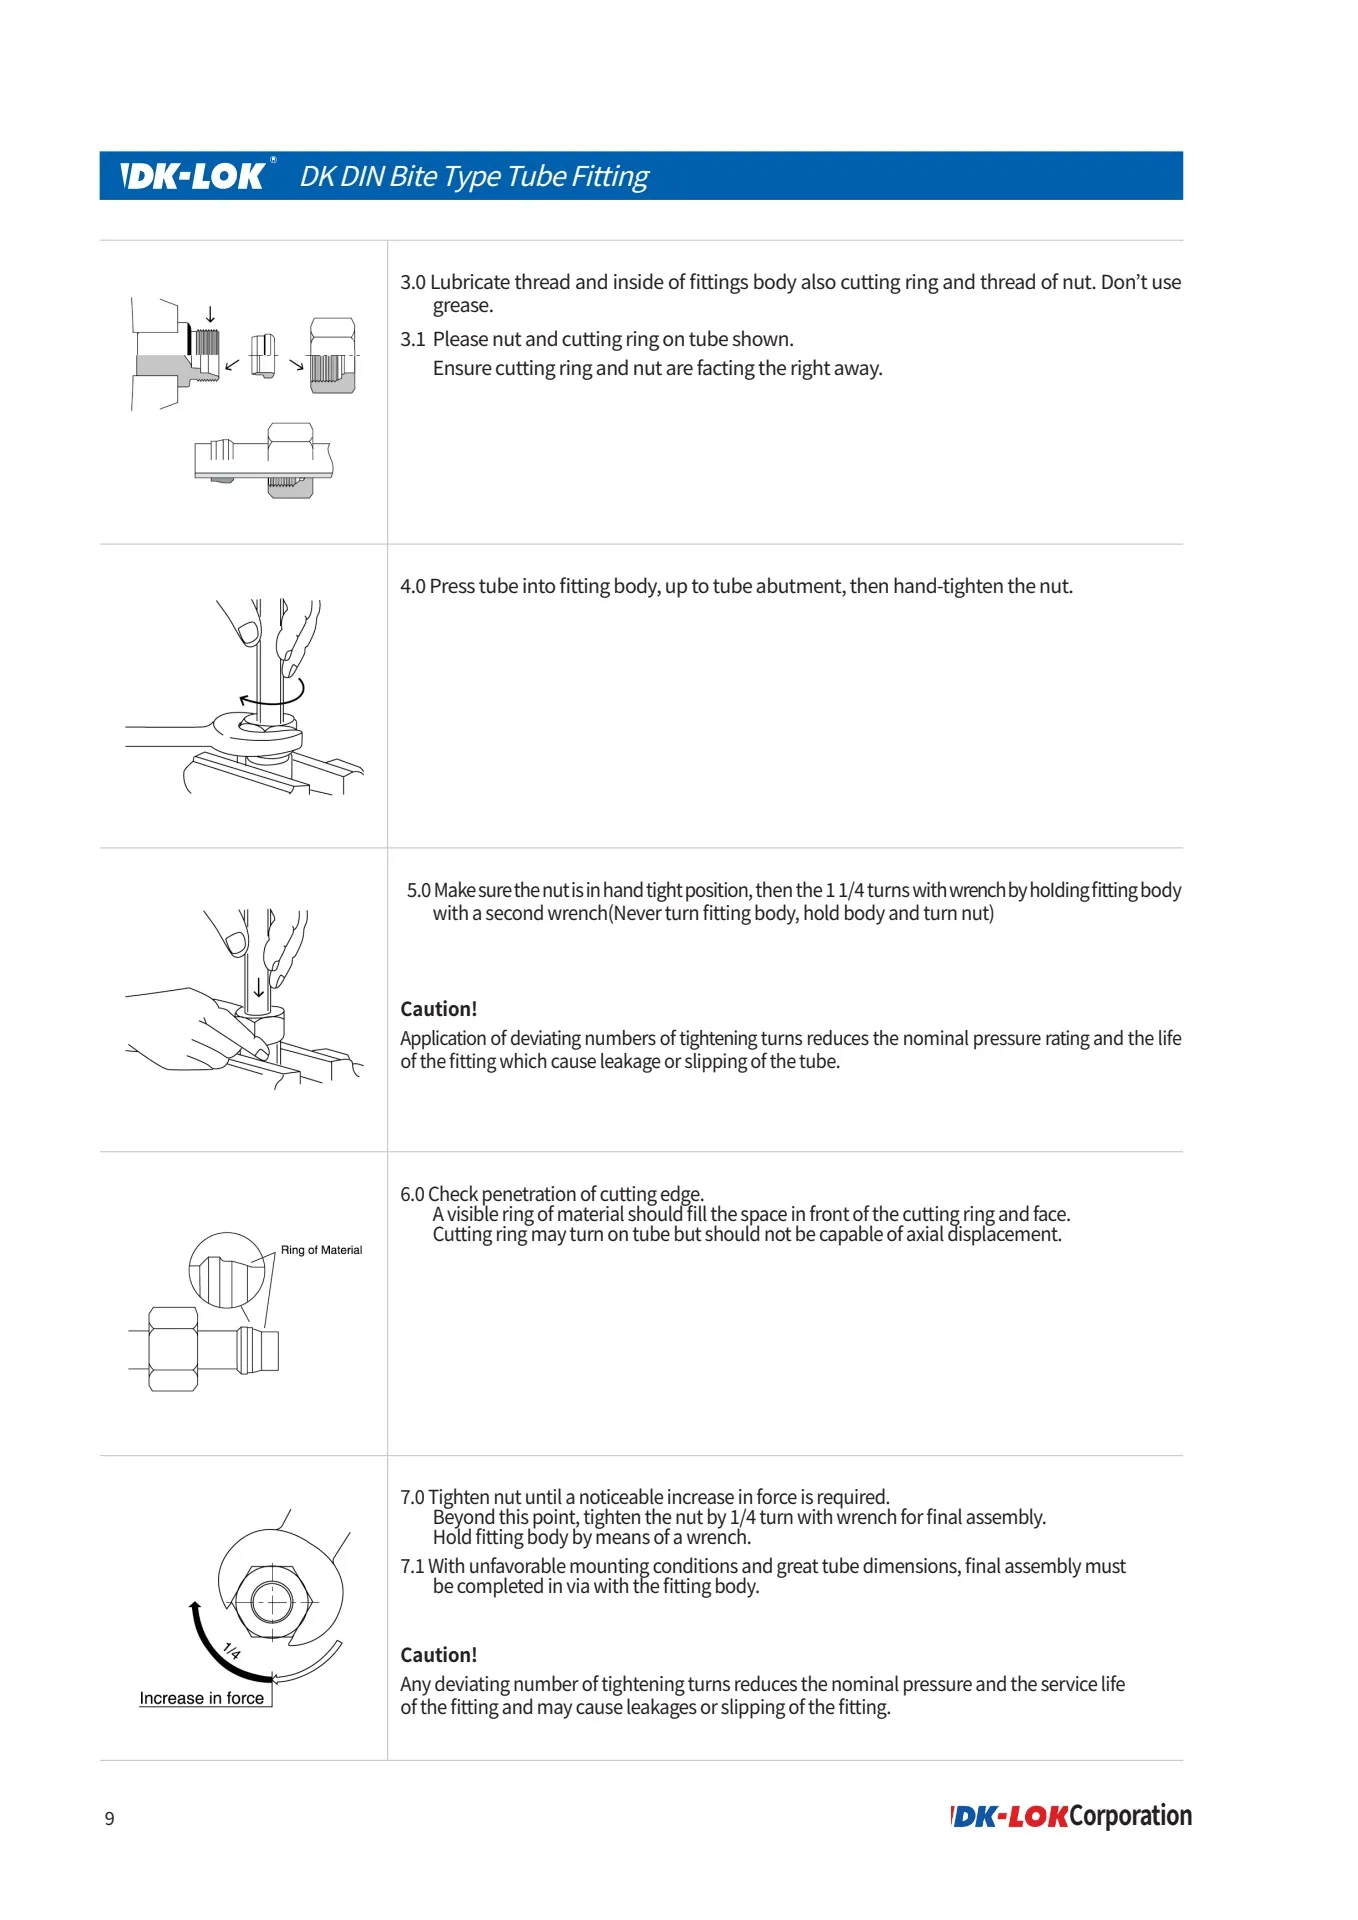 DK-LOK® DK DIN Bite Type Tube Fitting
3.0 Lubricate thread and inside of fittings body also cutting ring and thread of nut. Don’t use
grease.
3.1 Please nut and cutting ring on tube shown.
Ensure cutting ring and nut are facting the right away.
4.0 Press tube into fitting body, up to tube abutment, then hand-tighten the nut.
5.0 Make sure the nut is in hand tight position, then the 1 1/4 turns with wrench by holding fitting body
with a second wrench(Never turn fitting body, hold body and turn nut)
Caution!
Application of deviating numbers of tightening turns reduces the nominal pressure rating and the life
of the fitting which cause leakage or slipping of the tube.
6.0 Check penetration of cutting edge.
A visible ring of material should fill the space in front of the cutting ring and face.
Cutting ring may turn on tube but should not be capable of axial displacement.
Ring of Material
7.0 Tighten nut until a noticeable increase in force is required.
Beyond this point, tighten the nut by 1/4 turn with wrench for final assembly.
Hold fitting body by means of a wrench.
7.1 With unfavorable mounting conditions and great tube dimensions, final assembly must
be completed in via with the fitting body.
1/4
Increase in force
Caution!
Any deviating number of tightening turns reduces the nominal pressure and the service life
of the fitting and may cause leakages or slipping of the fitting.
9
DK-LOK Corporation